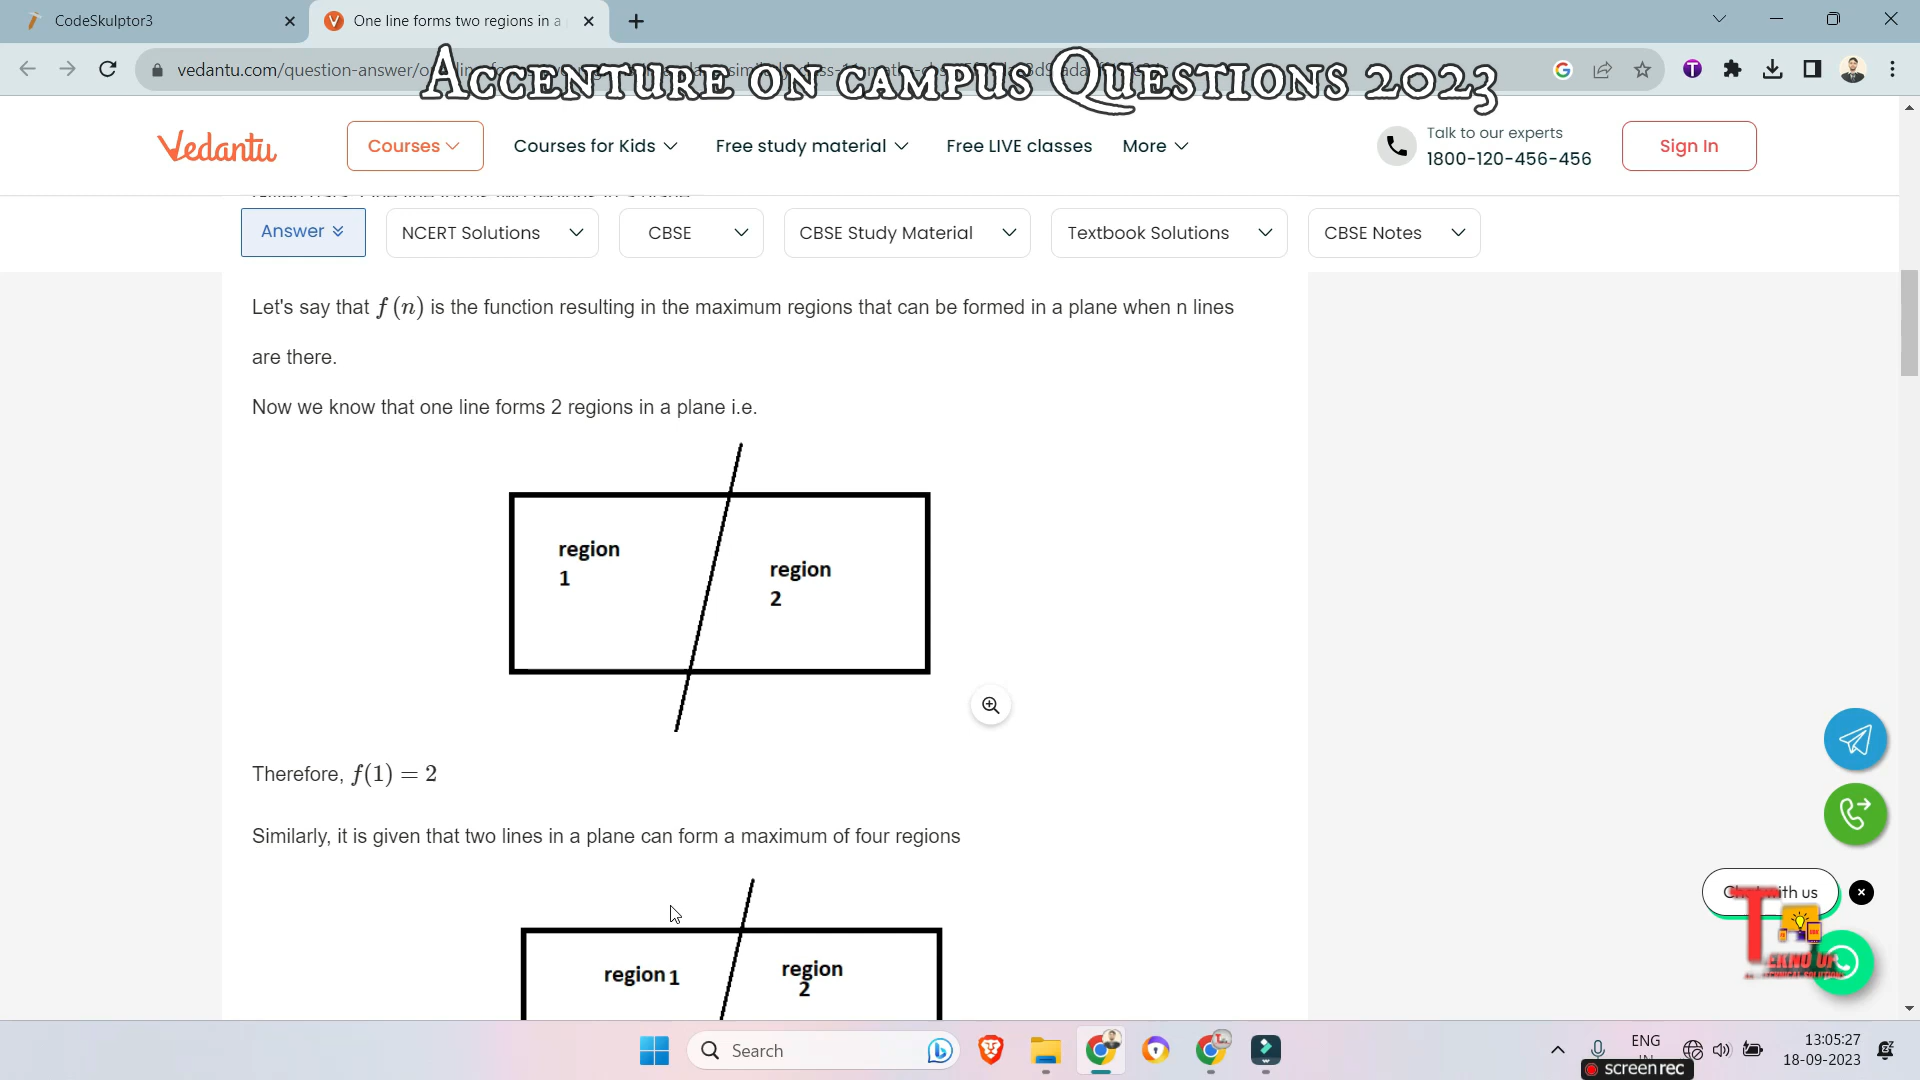 CodeSkulptor3
One line forms two regions in a
vedantu.com/question-answer/
Accenture on campus Questions 2023
Vedantu
Courses
Courses for Kids
Free study material
Free LIVE classes
More
Talk to our experts
1800-120-456-456
Sign In
Answer
NCERT Solutions
CBSE
CBSE Study Material
Textbook Solutions
CBSE Notes
Let's say that f (n) is the function resulting in the maximum regions that can be formed in a plane when n lines
are there.
Now we know that one line forms 2 regions in a plane i.e.
region
1
region
2
Therefore, f(1) = 2
Similarly, it is given that two lines in a plane can form a maximum of four regions
region 1
region
2
with us
Search
ENG
13:05:27
18-09-2023
screen rec